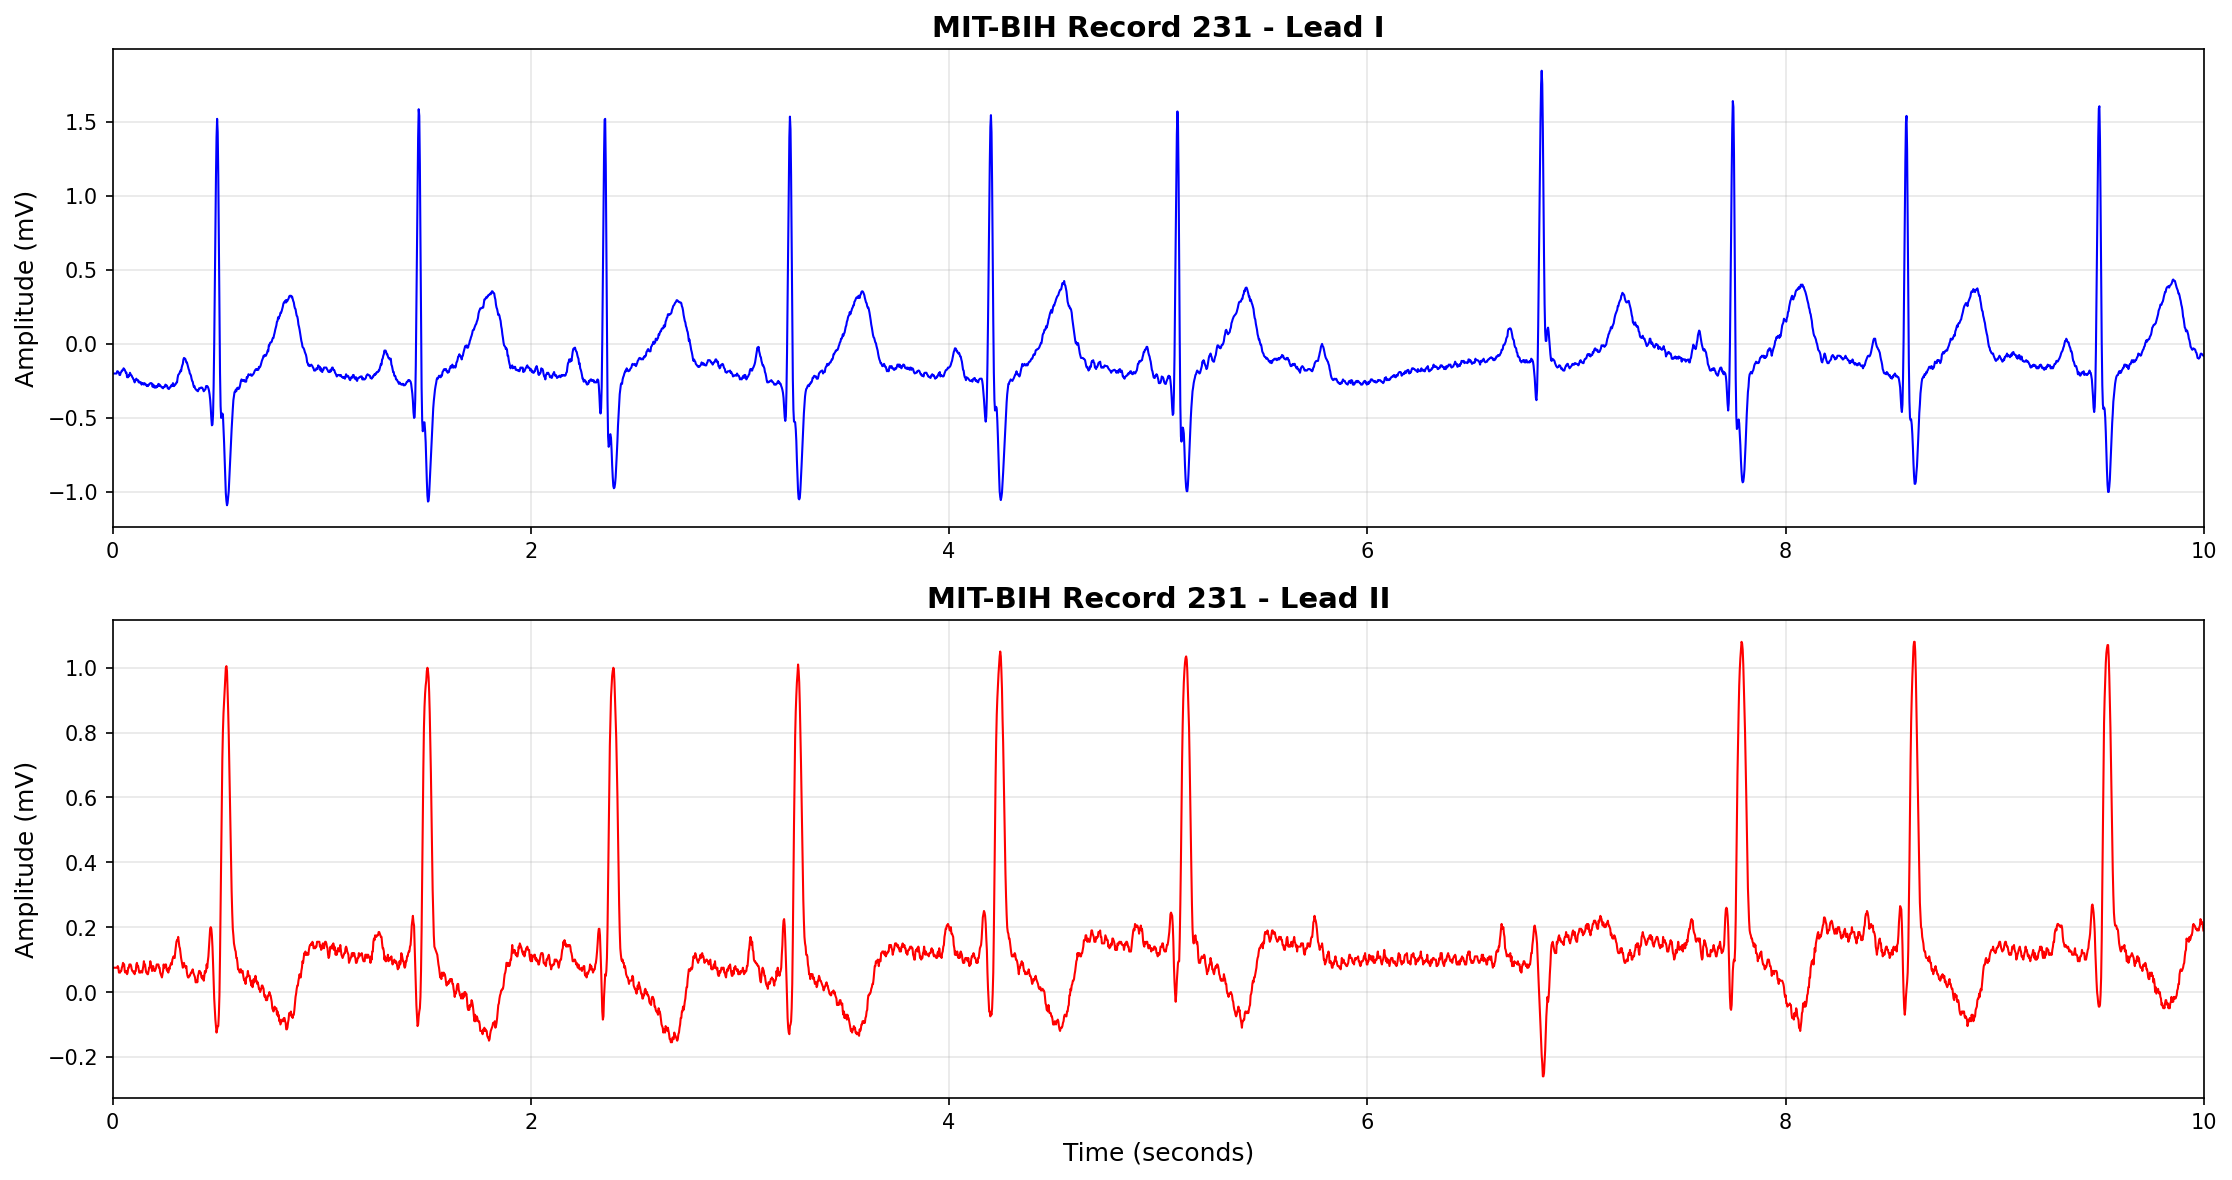 MIT-BIH Record 231 - Lead I
Amplitude (mV)
1.5
1.0
0.5
0.0
−0.5
−1.0
0 2 4 6 8 10
MIT-BIH Record 231 - Lead II
Amplitude (mV)
1.0
0.8
0.6
0.4
0.2
0.0
−0.2
0 2 4 6 8 10
Time (seconds)